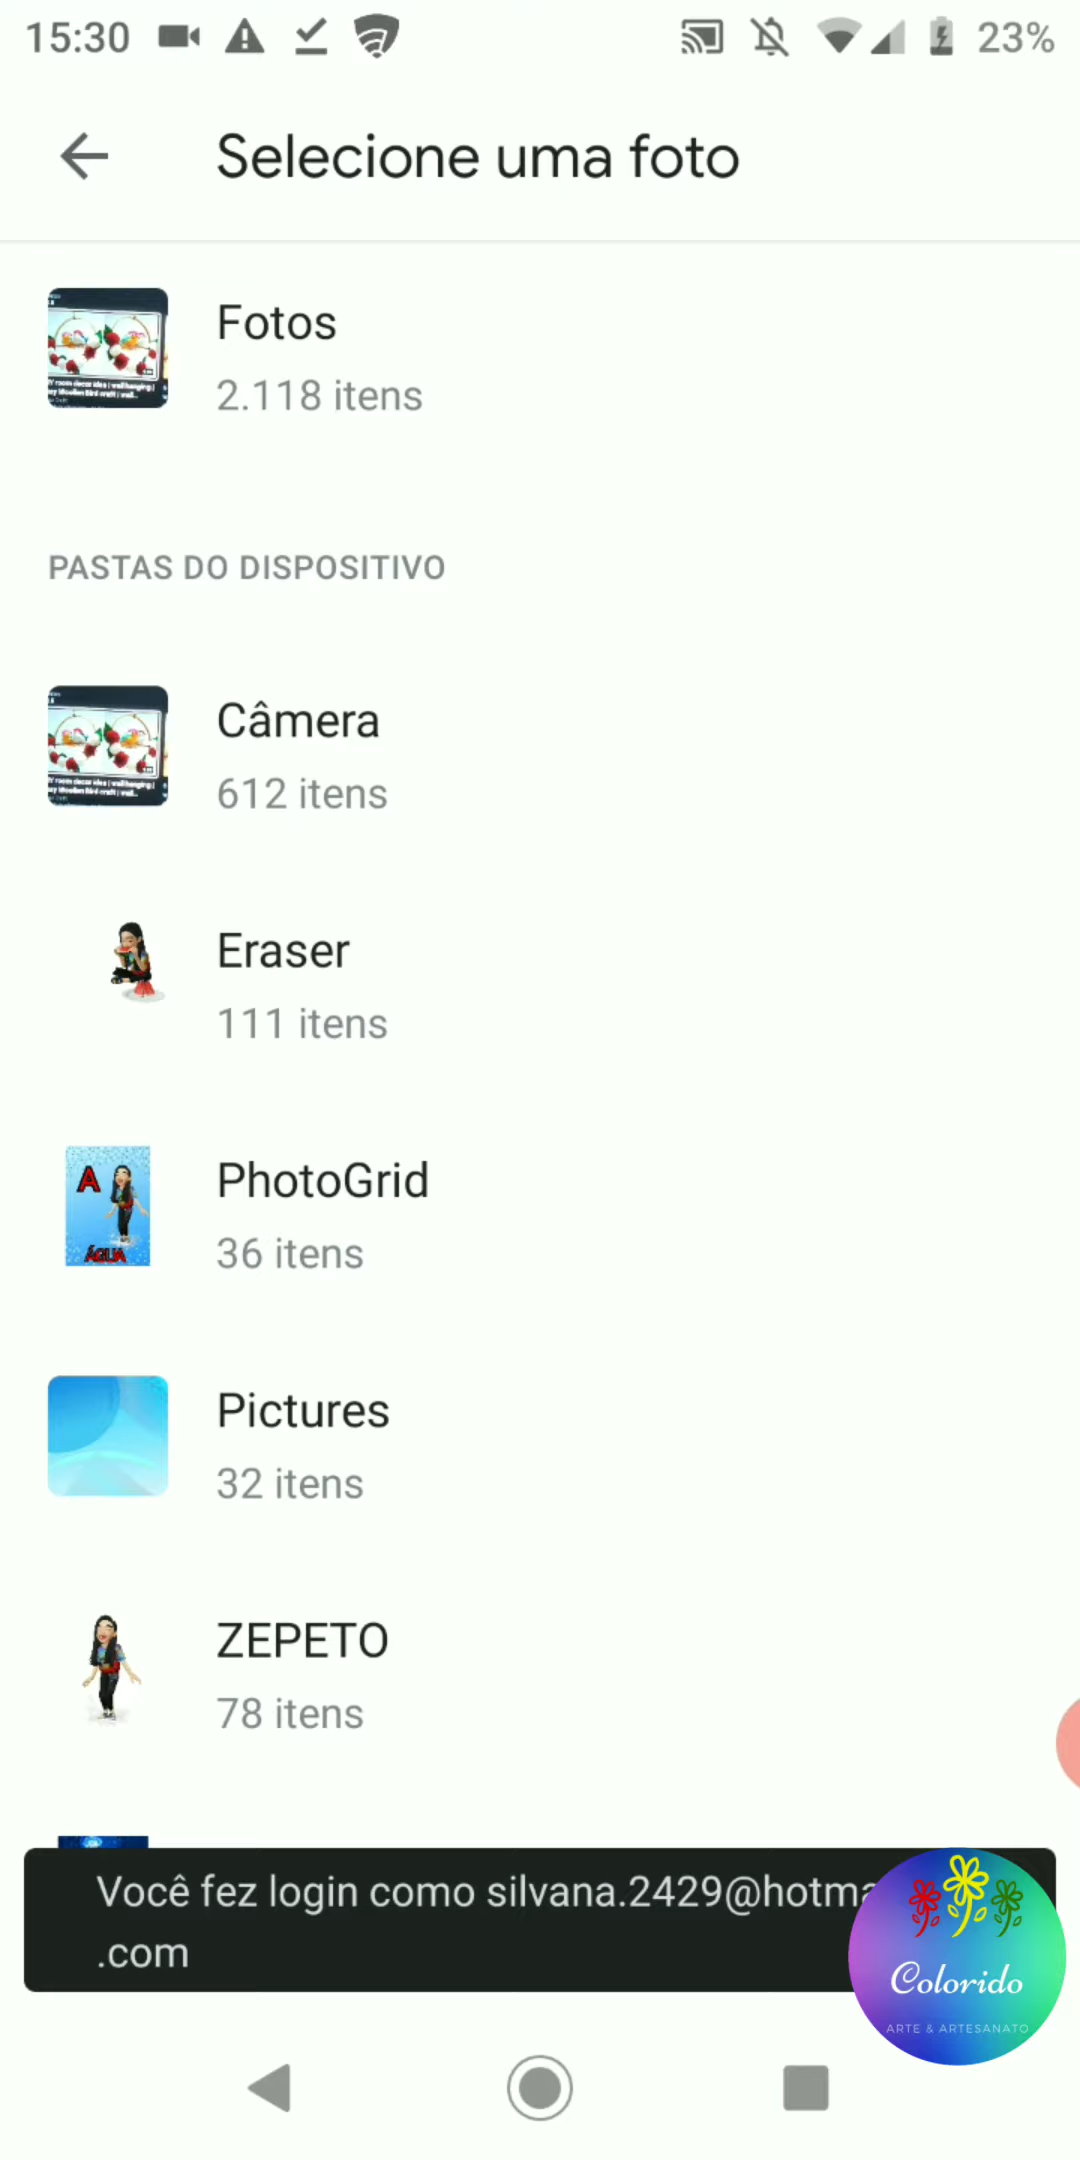 15:30
23%
Selecione uma foto
Fotos
2.118 itens
PASTAS DO DISPOSITIVO
Câmera
612 itens
Eraser
111 itens
A
ÁGUA
PhotoGrid
36 itens
Pictures
32 itens
ZEPETO
78 itens
Você fez login como silvana.2429@hotma
.com
Colorido
ARTE & ARTESANATO